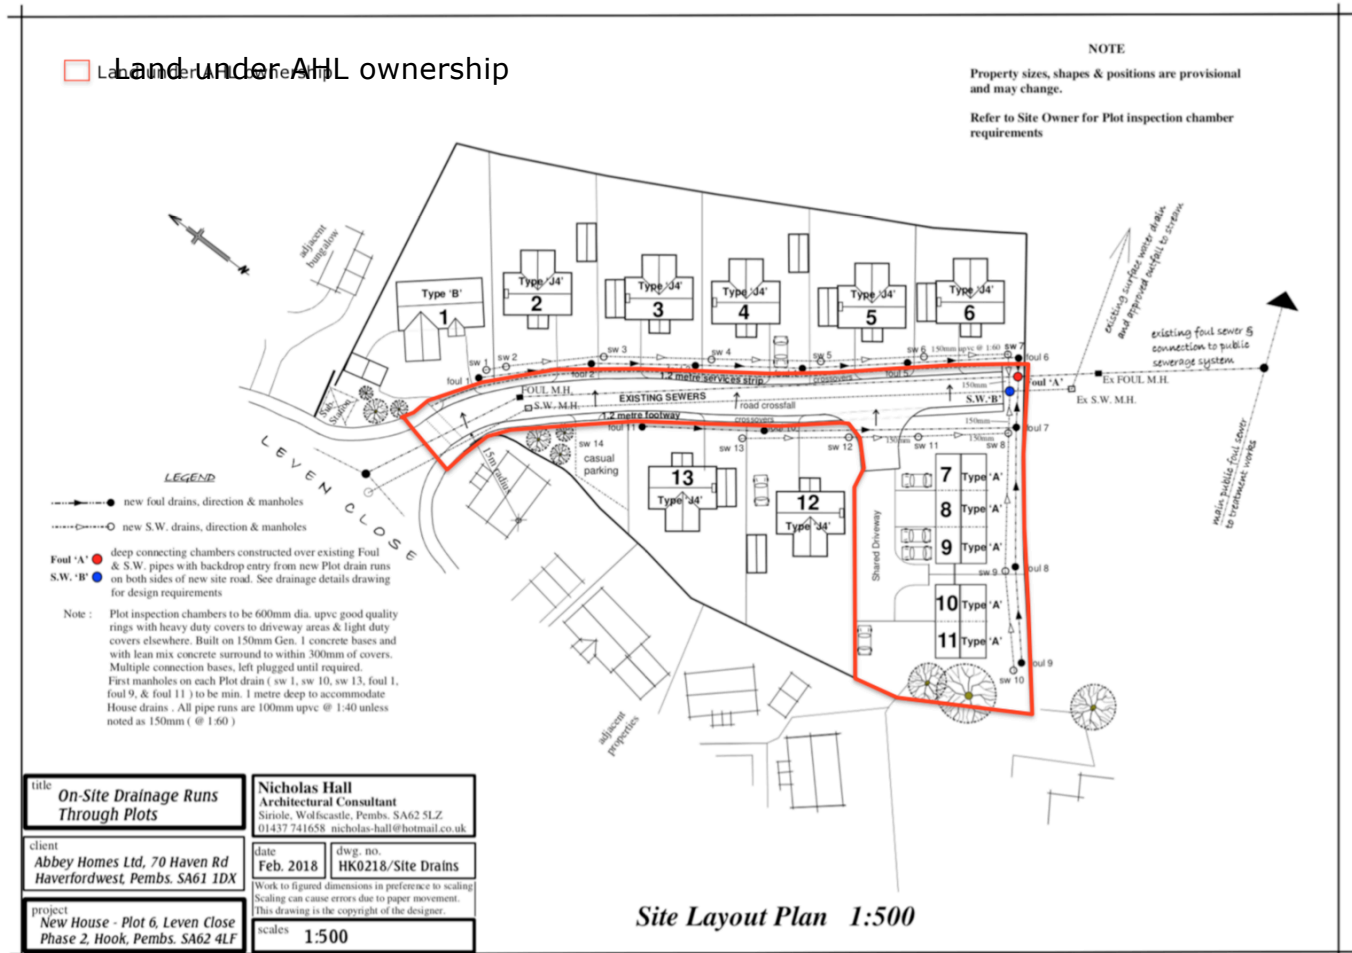 Land under AHL ownership
Land under AHL ownership
NOTE
Property sizes, shapes & positions are provisional
and may change.
Refer to Site Owner for Plot inspection chamber
requirements
adjacent
bungalow
Type 'B'
1
Type 'J4'
2
Type 'J4'
3
Type 'J4'
4
Type 'J4'
5
Type 'J4'
6
existing surface water drain
and approved outfall to stream
existing foul sewer &
connection to public
sewerage system
main public foul sewer
to treatment works
sw 1
sw 2
sw 3
sw 4
sw 5
sw 6
150mm upvc @ 1:60
sw 7
foul 1
foul 2
foul 5
foul 6
1.2 metre services strip
crossovers
FOUL M.H.
S.W. M.H.
EXISTING SEWERS
road crossfall
150mm
S.W.'B'
Foul 'A'
Ex FOUL M.H.
Ex S.W. M.H.
1.2 metre footway
crossovers
150mm
foul 11
foul 10
foul 7
sw 14
sw 13
sw 12
150mm
sw 11
150mm
sw 8
Sub
Station
casual
parking
15m radius
LEVEN CLOSE
13
Type 'J4'
12
Type 'J4'
Shared Driveway
7
Type 'A'
8
Type 'A'
9
Type 'A'
sw 9
foul 8
10
Type 'A'
11
Type 'A'
foul 9
sw 10
adjacent
properties
LEGEND
new foul drains, direction & manholes
new S.W. drains, direction & manholes
Foul 'A'
S.W. 'B'
deep connecting chambers constructed over existing Foul
& S.W. pipes with backdrop entry from new Plot drain runs
on both sides of new site road. See drainage details drawing
for design requirements
Note :
Plot inspection chambers to be 600mm dia. upvc good quality
rings with heavy duty covers to driveway areas & light duty
covers elsewhere. Built on 150mm Gen. 1 concrete bases and
with lean mix concrete surround to within 300mm of covers.
Multiple connection bases, left plugged until required.
First manholes on each Plot drain ( sw 1, sw 10, sw 13, foul 1,
foul 9, & foul 11 ) to be min. 1 metre deep to accommodate
House drains . All pipe runs are 100mm upvc @ 1:40 unless
noted as 150mm ( @ 1:60 )
title
On-Site Drainage Runs
Through Plots
client
Abbey Homes Ltd, 70 Haven Rd
Haverfordwest, Pembs. SA61 1DX
project
New House - Plot 6, Leven Close
Phase 2, Hook, Pembs. SA62 4LF
Nicholas Hall
Architectural Consultant
Siriole, Wolfscastle, Pembs. SA62 5LZ
01437 741658 nicholas-hall@hotmail.co.uk
date
Feb. 2018
dwg. no.
HK0218/Site Drains
Work to figured dimensions in preference to scaling
Scaling can cause errors due to paper movement.
This drawing is the copyright of the designer.
scales
1:500
Site Layout Plan 1:500
N